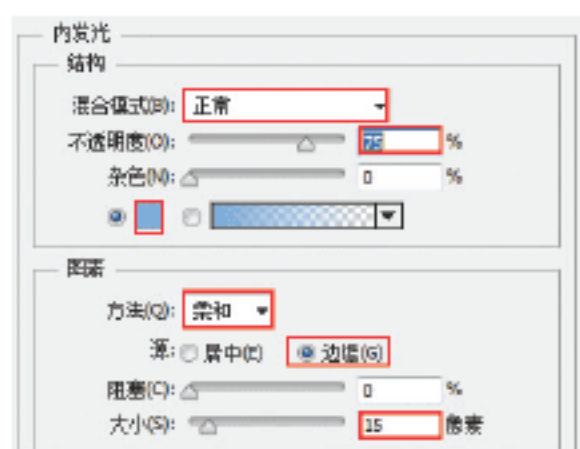 内发光
结构
混合模式(B): 正常
不透明度(O): 75 %
杂色(N): 0 %
图素
方法(Q): 柔和
源: 居中(E) 边缘(G)
阻塞(C): 0 %
大小(S): 15 像素